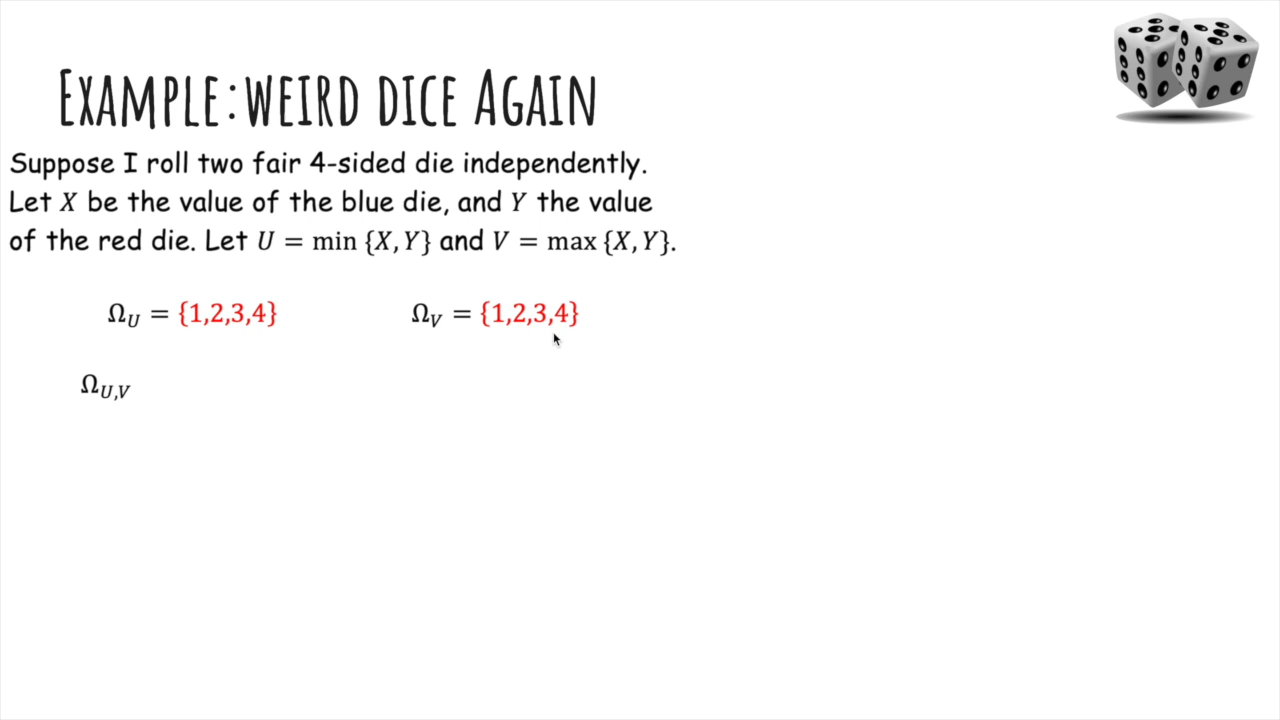 Example: weird dice Again
Suppose I roll two fair 4-sided die independently.
Let X be the value of the blue die, and Y the value
of the red die. Let U = min {X, Y} and V = max {X, Y}.
Ω_U = {1,2,3,4} Ω_V = {1,2,3,4}
Ω_{U,V}